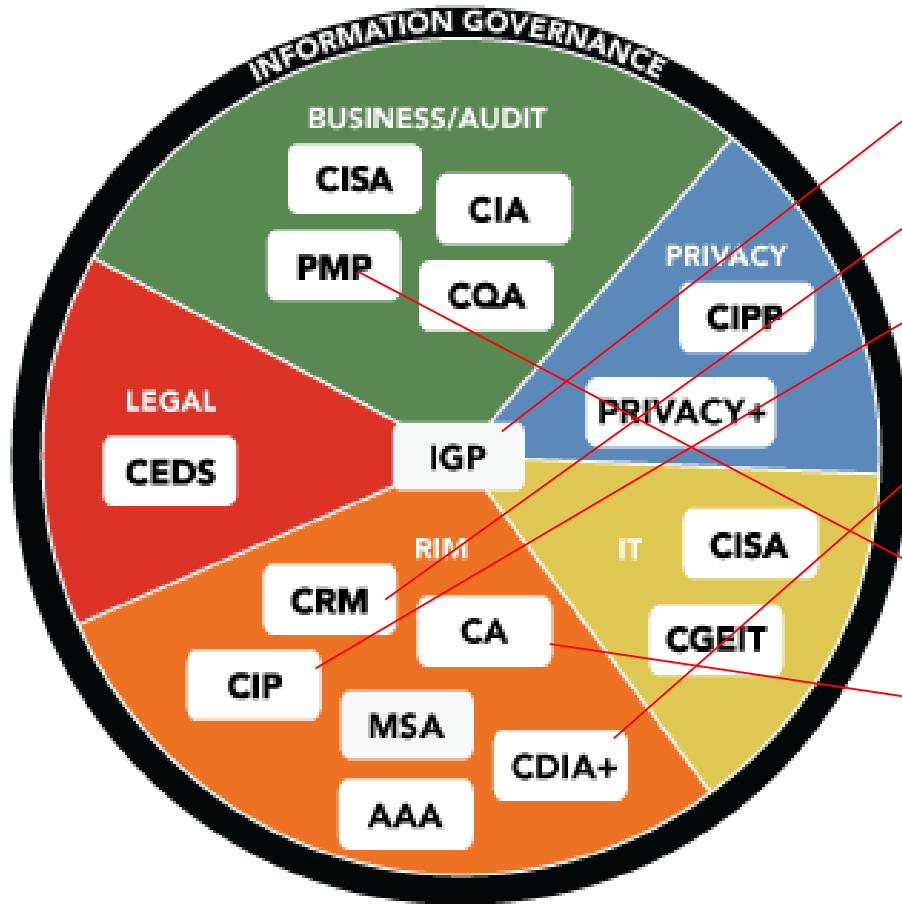 INFORMATION GOVERNANCE
BUSINESS/AUDIT
CISA
CIA
PMP
CQA
PRIVACY
CIPP
PRIVACY+
LEGAL
CEDS
IGP
RIM
CRM
CA
CIP
MSA
CDIA+
AAA
IT
CISA
CGEIT